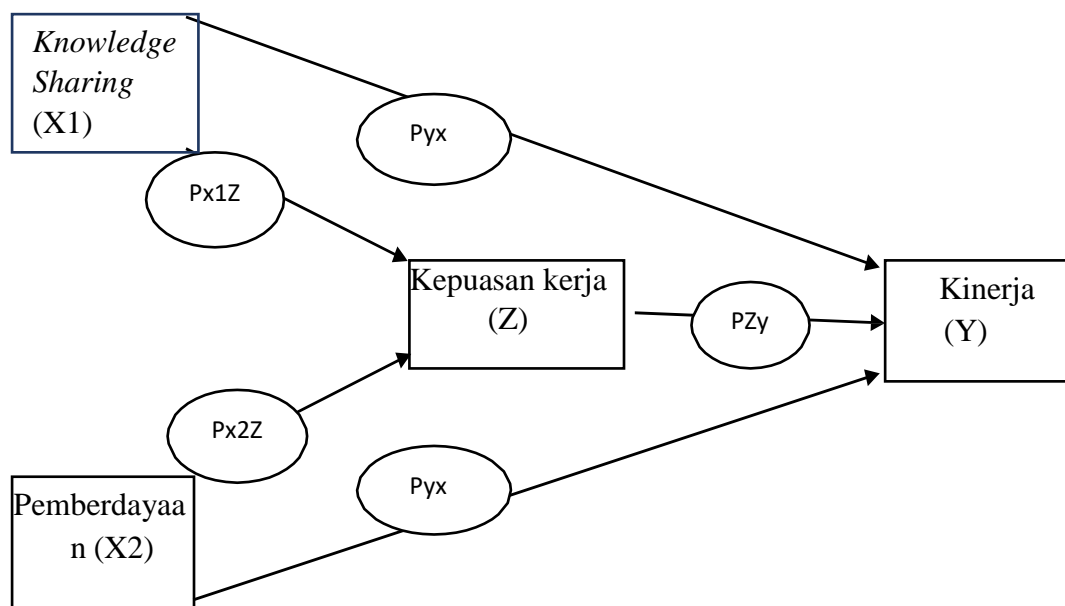 Knowledge
Sharing
(X1)
Pyx
Px1Z
Kepuasan kerja
(Z)
PZy
Kinerja
(Y)
Px2Z
Pyx
Pemberdayaa
n (X2)